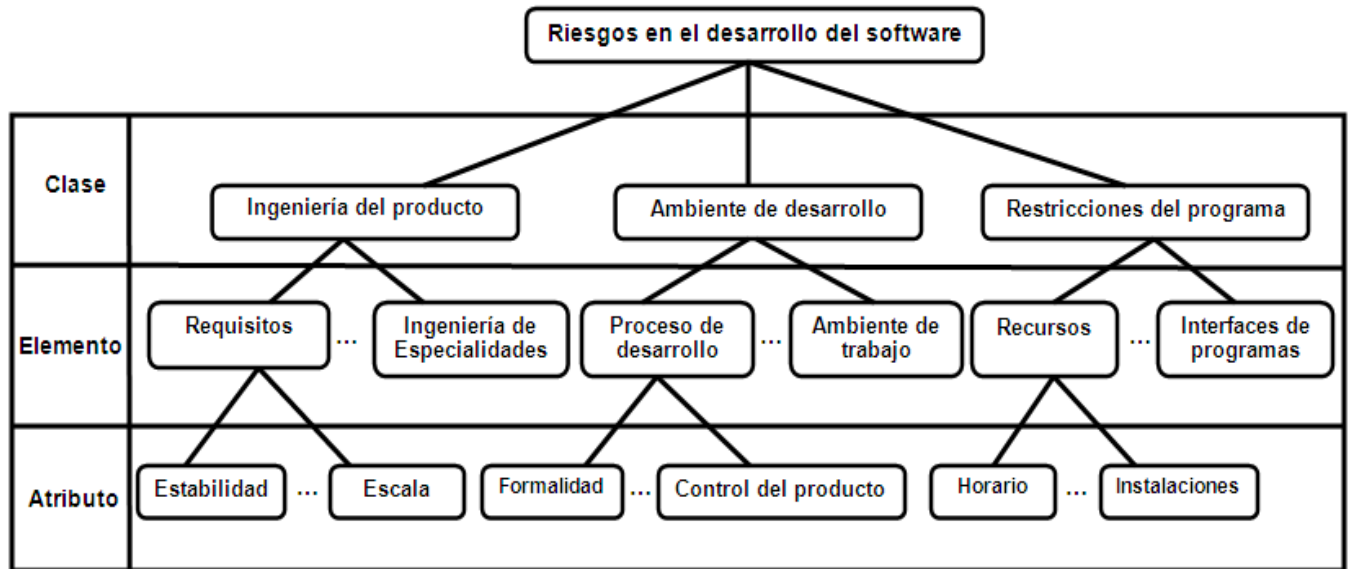 Riesgos en el desarrollo del software
Clase
Ingeniería del producto
Ambiente de desarrollo
Restricciones del programa
Elemento
Requisitos
...
Ingeniería de
Especialidades
Proceso de
desarrollo
...
Ambiente de
trabajo
Recursos
...
Interfaces de
programas
Atributo
Estabilidad
...
Escala
Formalidad
...
Control del producto
Horario
...
Instalaciones